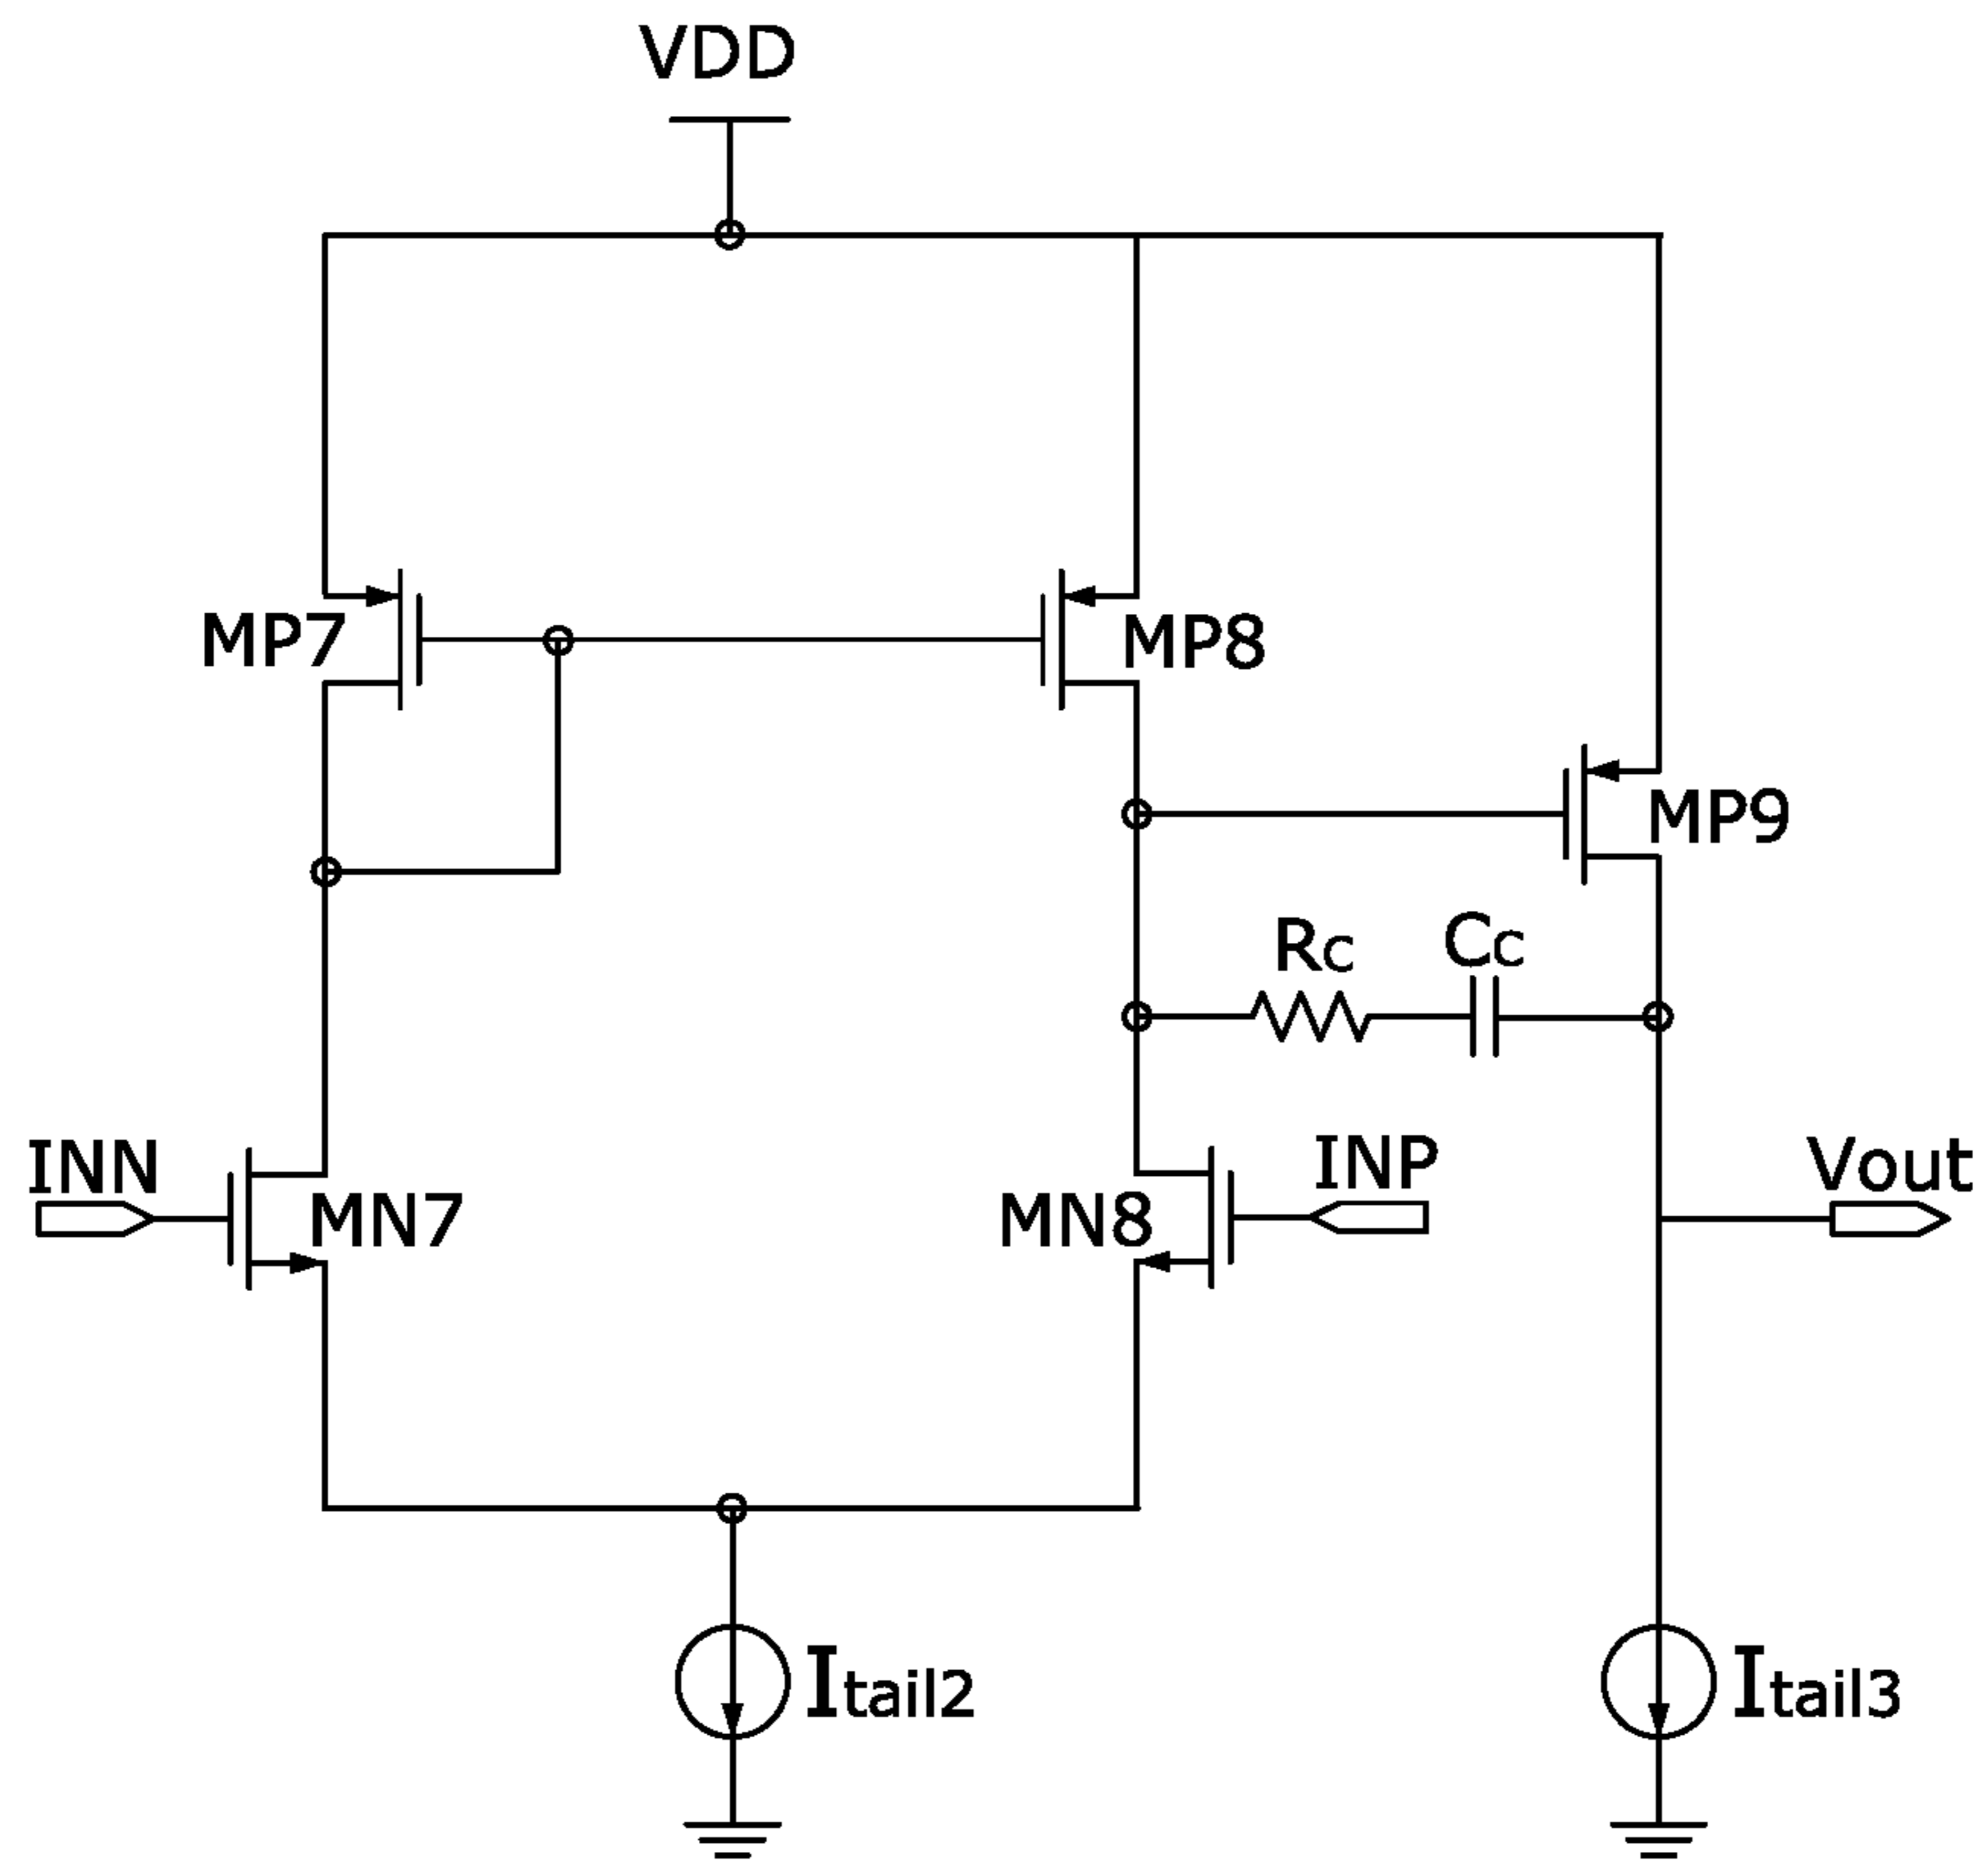 VDD
MP7
MP8
MP9
Rc
Cc
INN
MN7
MN8
INP
Vout
Itail2
Itail3